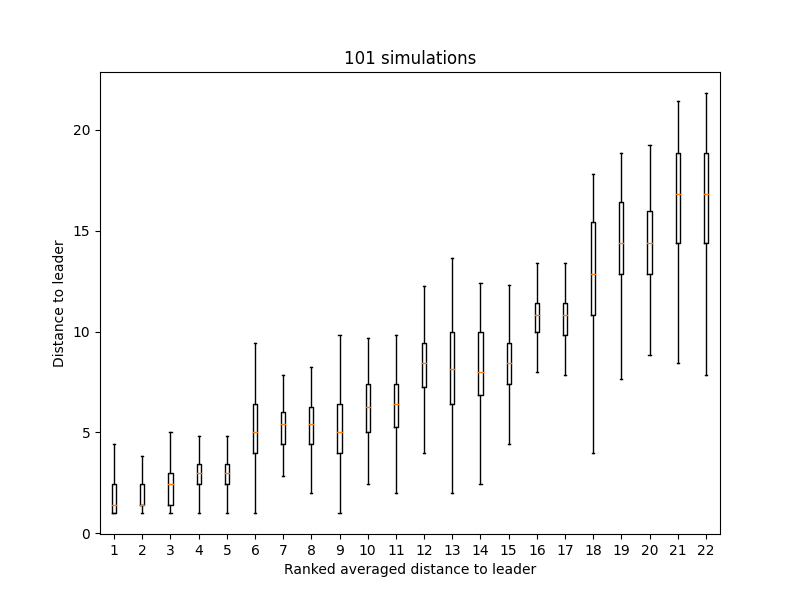 101 simulations
Distance to leader
20
15
10
5
0
1 2 3 4 5 6 7 8 9 10 11 12 13 14 15 16 17 18 19 20 21 22
Ranked averaged distance to leader